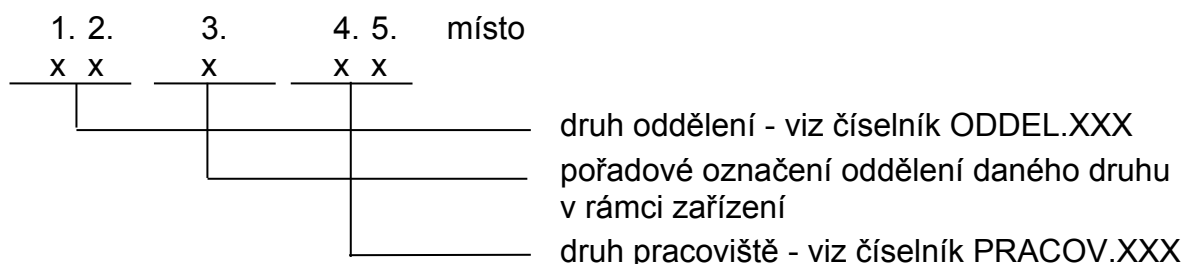 1. 2. 3. 4. 5. místo
x x x x x
druh oddělení - viz číselník ODDEL.XXX
pořadové označení oddělení daného druhu
v rámci zařízení
druh pracoviště - viz číselník PRACOV.XXX